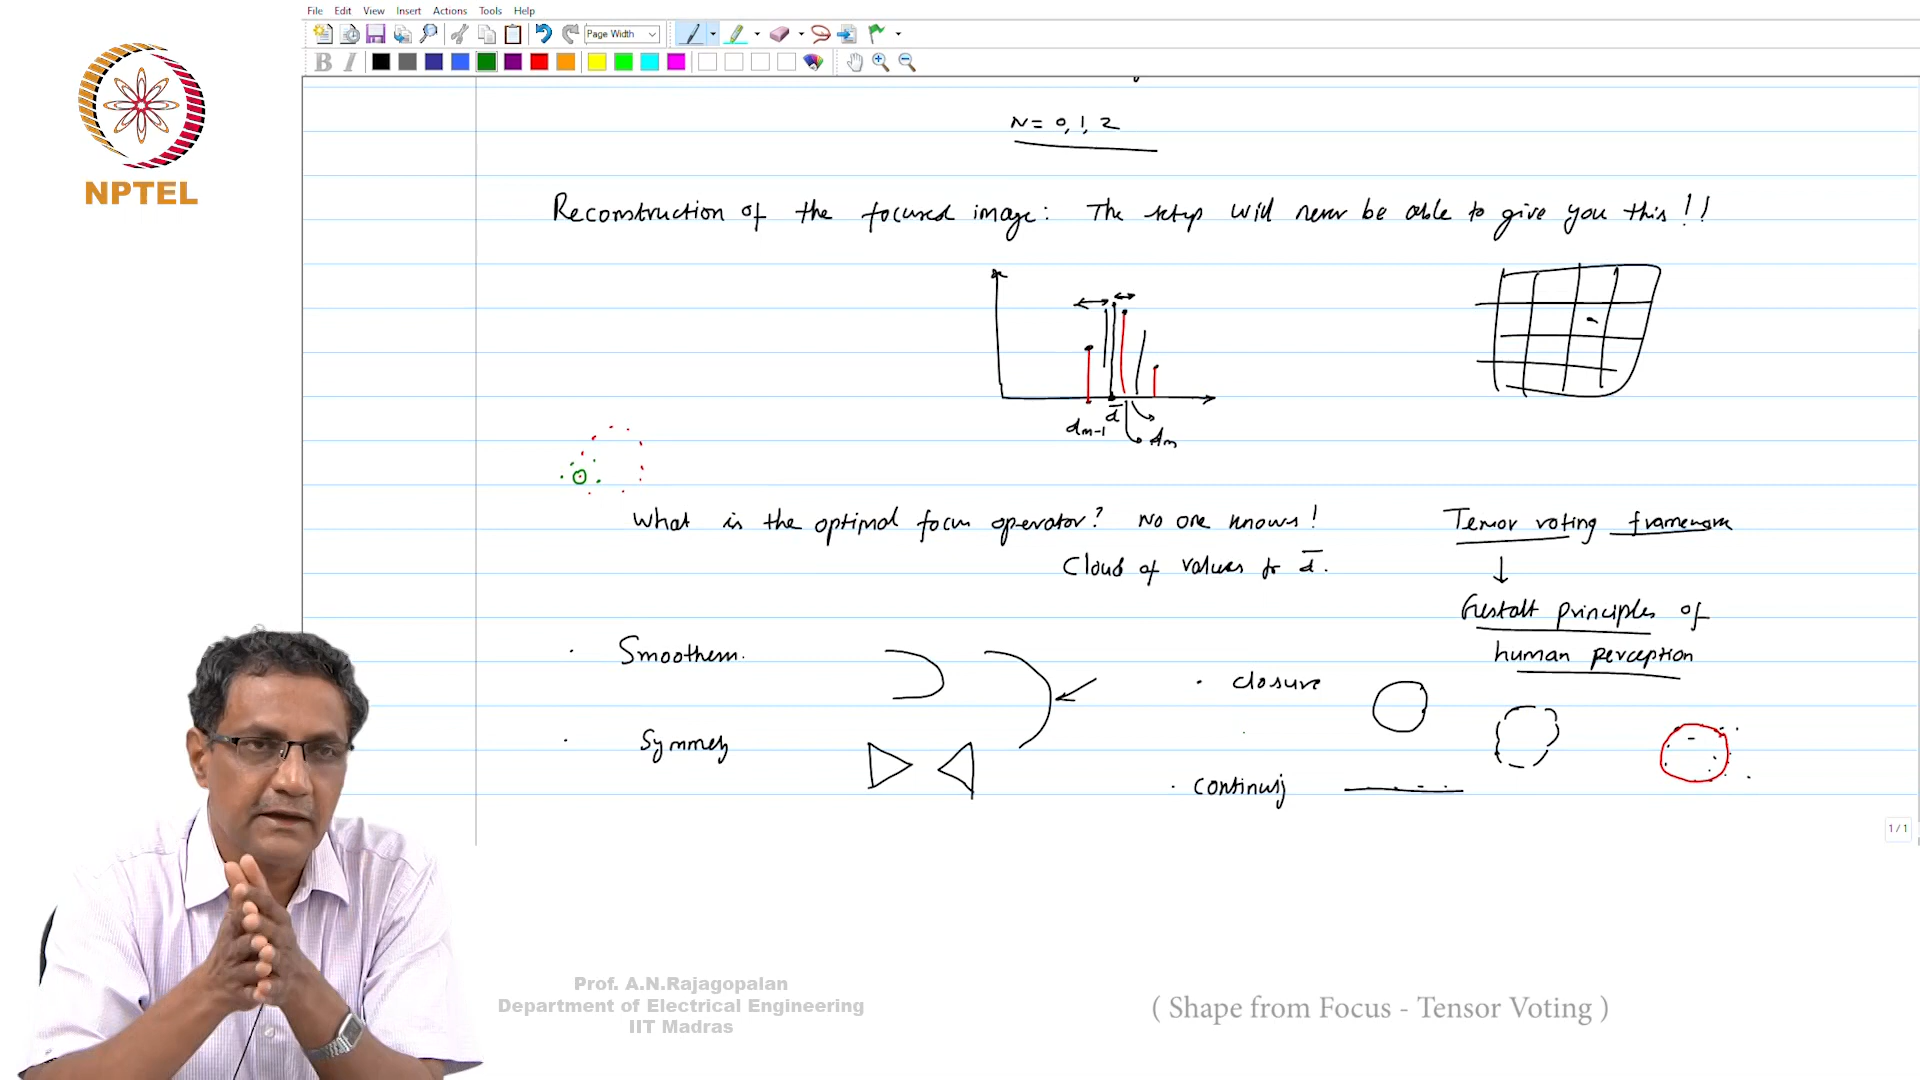 File Edit View Insert Actions Tools Help
Page Width
B I
NPTEL
N = 0, 1, 2
Reconstruction of the focused image: The setup will never be able to give you this!!
d̄
dm-1
dm
What is the optimal focus operator? No one knows!
Tensor voting framework
Cloud of values for d̄.
Gestalt principles of
human perception
Smoothness.
closure
Symmety
continuity
1 / 1
Prof. A.N.Rajagopalan
Department of Electrical Engineering
IIT Madras
( Shape from Focus - Tensor Voting )